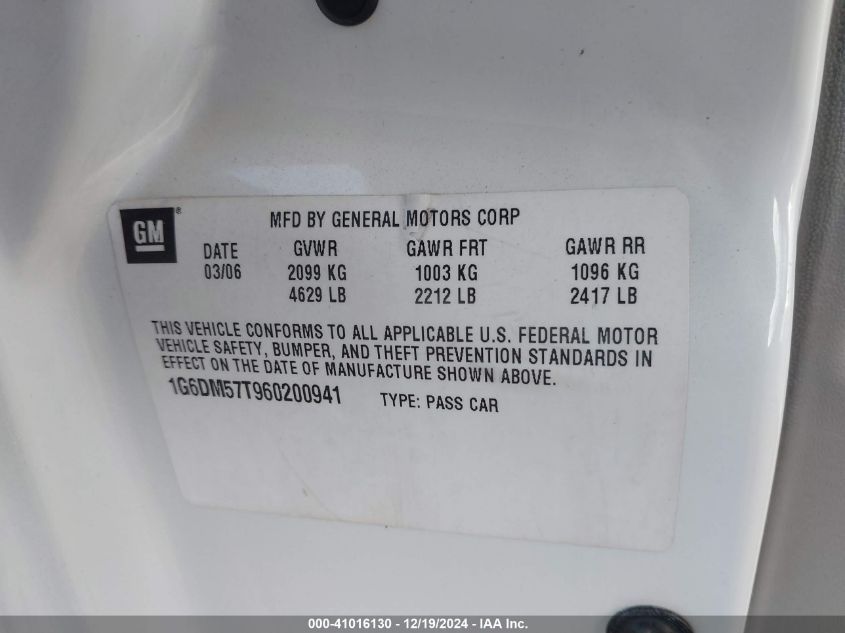 GM ®
MFD BY GENERAL MOTORS CORP
DATE GVWR GAWR FRT GAWR RR
03/06 2099 KG 1003 KG 1096 KG
4629 LB 2212 LB 2417 LB
THIS VEHICLE CONFORMS TO ALL APPLICABLE U.S. FEDERAL MOTOR
VEHICLE SAFETY, BUMPER, AND THEFT PREVENTION STANDARDS IN
EFFECT ON THE DATE OF MANUFACTURE SHOWN ABOVE.
1G6DM57T960200941 TYPE: PASS CAR
000-41016130 - 12/19/2024 - IAA Inc.